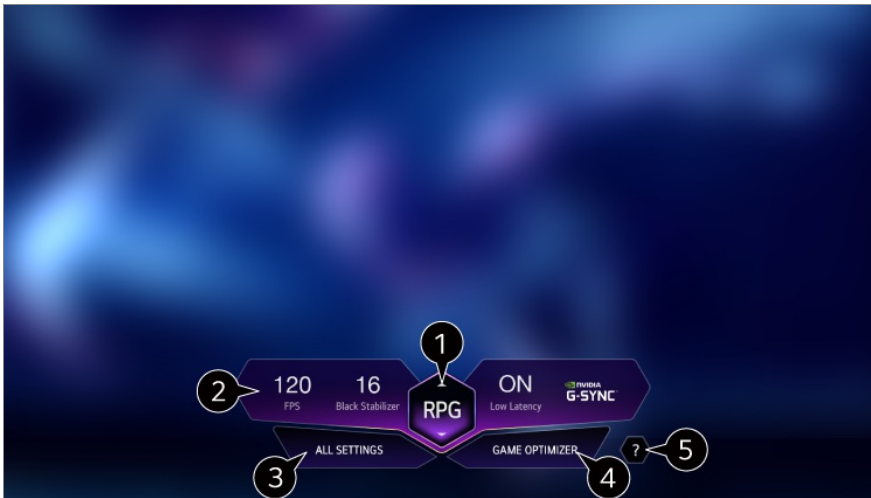 1
2
120
FPS
16
Black Stabilizer
RPG
ON
Low Latency
NVIDIA
G-SYNC
3
ALL SETTINGS
GAME OPTIMIZER
4
?
5